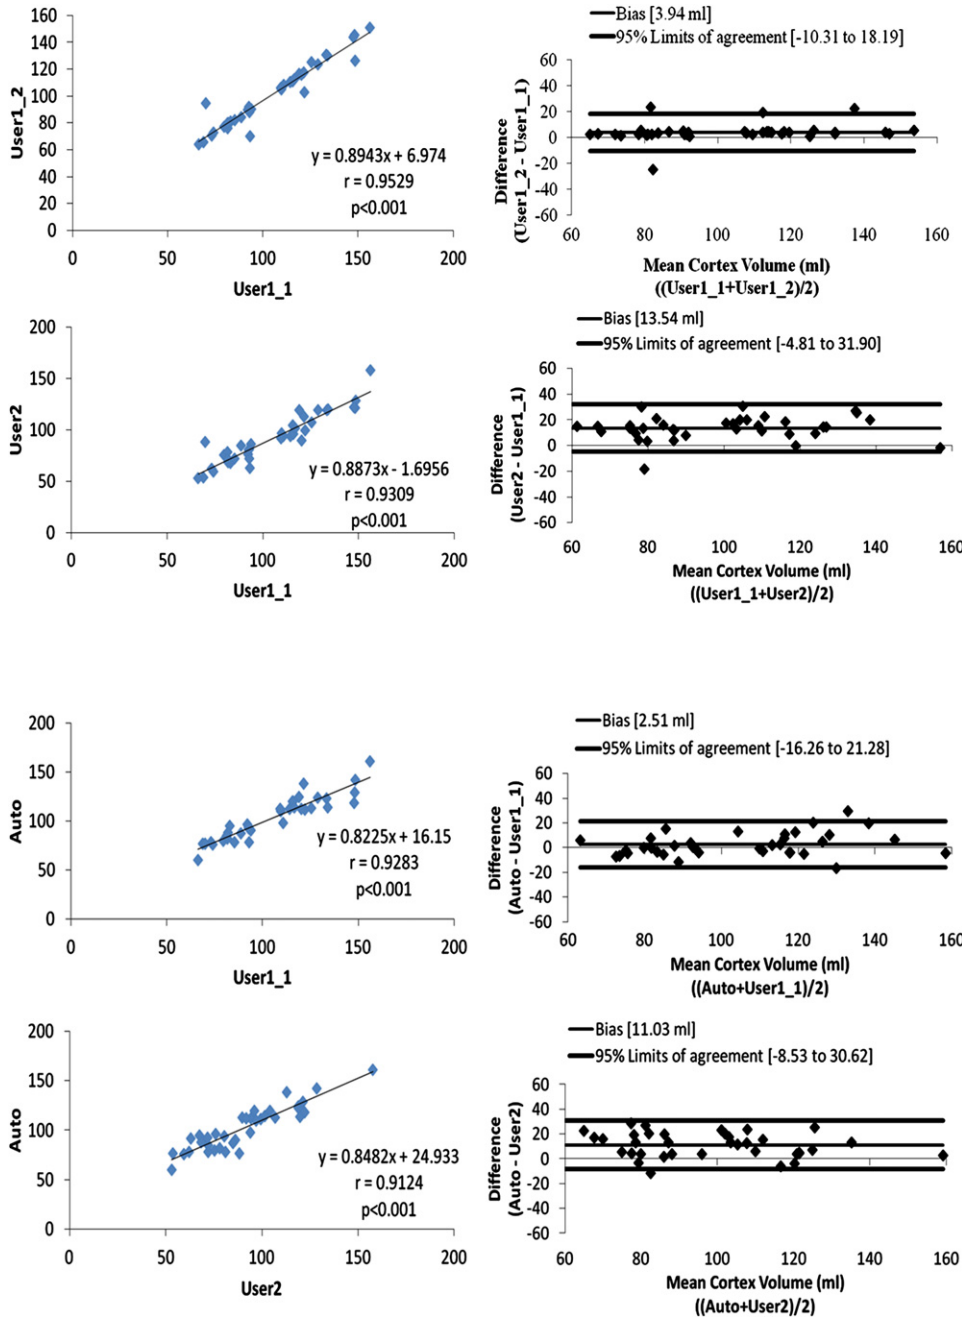 160
140
120
100
80
60
40
20
0
User1_2
y = 0.8943x + 6.974
r = 0.9529
p<0.001
0 50 100 150 200
User1_1
Bias [3.94 ml]
95% Limits of agreement [-10.31 to 18.19]
60
40
20
0
-20
-40
-60
Difference
(User1_2 - User1_1)
60 80 100 120 140 160
Mean Cortex Volume (ml)
((User1_1+User1_2)/2)
200
150
100
50
0
User2
y = 0.8873x - 1.6956
r = 0.9309
p<0.001
0 50 100 150 200
User1_1
Bias [13.54 ml]
95% Limits of agreement [-4.81 to 31.90]
60
40
20
0
-20
-40
-60
Difference
(User2 - User1_1)
60 80 100 120 140 160
Mean Cortex Volume (ml)
((User1_1+User2)/2)
200
150
100
50
0
Auto
y = 0.8225x + 16.15
r = 0.9283
p<0.001
0 50 100 150 200
User1_1
Bias [2.51 ml]
95% Limits of agreement [-16.26 to 21.28]
60
40
20
0
-20
-40
-60
Difference
(Auto - User1_1)
60 80 100 120 140 160
Mean Cortex Volume (ml)
((Auto+User1_1)/2)
200
150
100
50
0
Auto
y = 0.8482x + 24.933
r = 0.9124
p<0.001
0 50 100 150 200
User2
Bias [11.03 ml]
95% Limits of agreement [-8.53 to 30.62]
60
40
20
0
-20
-40
-60
Difference
(Auto - User2)
60 80 100 120 140 160
Mean Cortex Volume (ml)
((Auto+User2)/2)